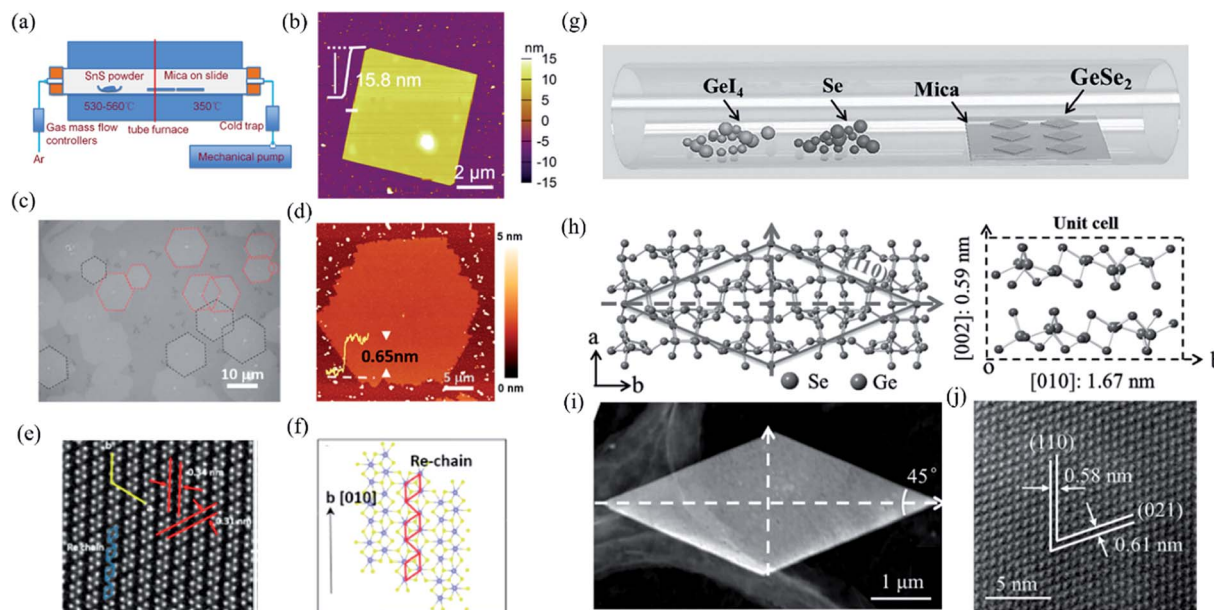 (a)
SnS powder
Mica on slide
530-560℃
350℃
Gas mass flow
controllers
tube furnace
Cold trap
Ar
Mechanical pump
(b)
15.8 nm
2 μm
nm
15
10
5
0
-5
-10
-15
(c)
10 μm
(d)
0.65nm
5 μm
5 nm
0 nm
(e)
b
0.34 nm
0.31 nm
Re chain
(f)
Re-chain
b [010]
(g)
GeI4
Se
Mica
GeSe2
(h)
a
b
(110)
Se
Ge
Unit cell
[002]: 0.59 nm
o
[010]: 1.67 nm
(i)
45°
1 μm
(j)
(110)
0.58 nm
(021)
0.61 nm
5 nm